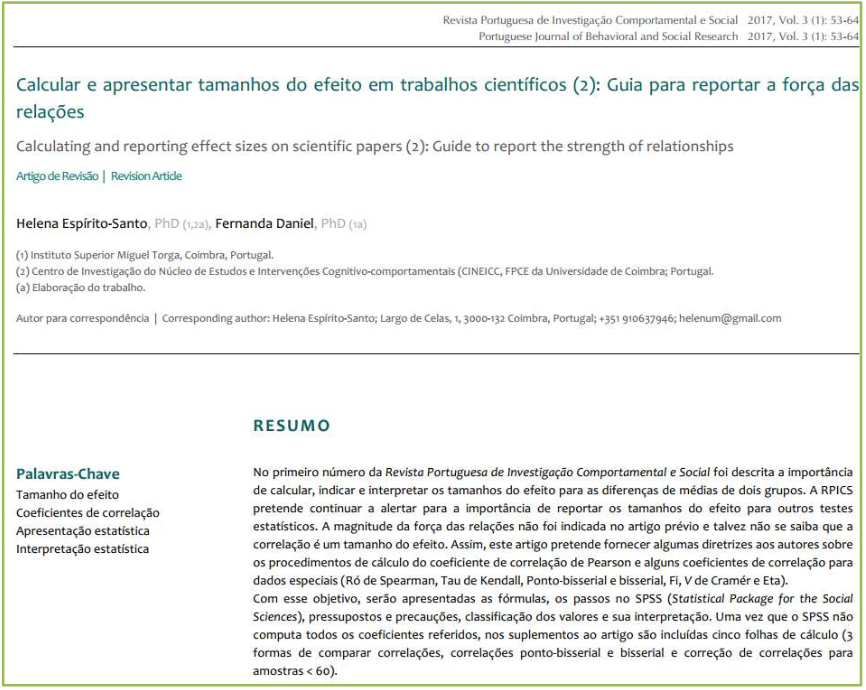 Revista Portuguesa de Investigação Comportamental e Social 2017, Vol. 3 (1): 53-64
Portuguese Journal of Behavioral and Social Research 2017, Vol. 3 (1): 53-64
Calcular e apresentar tamanhos do efeito em trabalhos científicos (2): Guia para reportar a força das
relações
Calculating and reporting effect sizes on scientific papers (2): Guide to report the strength of relationships
Artigo de Revisão | Revision Article
Helena Espírito-Santo, PhD (1,2a), Fernanda Daniel, PhD (1a)
(1) Instituto Superior Miguel Torga, Coimbra, Portugal.
(2) Centro de Investigação do Núcleo de Estudos e Intervenções Cognitivo-comportamentais (CINEICC, FPCE da Universidade de Coimbra; Portugal.
(a) Elaboração do trabalho.
Autor para correspondência | Corresponding author: Helena Espírito-Santo; Largo de Celas, 1, 3000-132 Coimbra, Portugal; +351 910637946; helenum@gmail.com
RESUMO
Palavras-Chave
Tamanho do efeito
Coeficientes de correlação
Apresentação estatística
Interpretação estatística
No primeiro número da Revista Portuguesa de Investigação Comportamental e Social foi descrita a importância
de calcular, indicar e interpretar os tamanhos do efeito para as diferenças de médias de dois grupos. A RPICS
pretende continuar a alertar para a importância de reportar os tamanhos do efeito para outros testes
estatísticos. A magnitude da força das relações não foi indicada no artigo prévio e talvez não se saiba que a
correlação é um tamanho do efeito. Assim, este artigo pretende fornecer algumas diretrizes aos autores sobre
os procedimentos de cálculo do coeficiente de correlação de Pearson e alguns coeficientes de correlação para
dados especiais (Ró de Spearman, Tau de Kendall, Ponto-bisserial e bisserial, Fi, V de Cramér e Eta).
Com esse objetivo, serão apresentadas as fórmulas, os passos no SPSS (Statistical Package for the Social
Sciences), pressupostos e precauções, classificação dos valores e sua interpretação. Uma vez que o SPSS não
computa todos os coeficientes referidos, nos suplementos ao artigo são incluídas cinco folhas de cálculo (3
formas de comparar correlações, correlações ponto-bisserial e bisserial e correção de correlações para
amostras < 60).